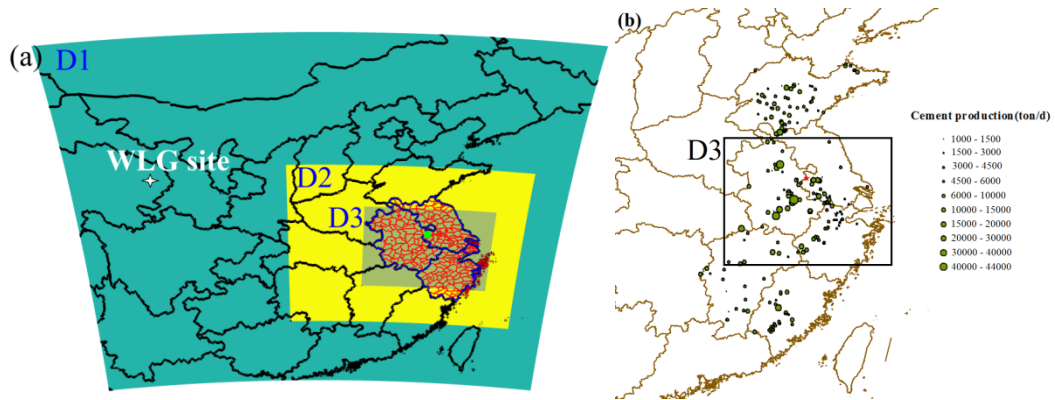 (a)
D1
WLG site
D2
D3
(b)
D3
Cement production(ton/d)
1000 - 1500
1500 - 3000
3000 - 4500
4500 - 6000
6000 - 10000
10000 - 15000
15000 - 20000
20000 - 30000
30000 - 40000
40000 - 44000